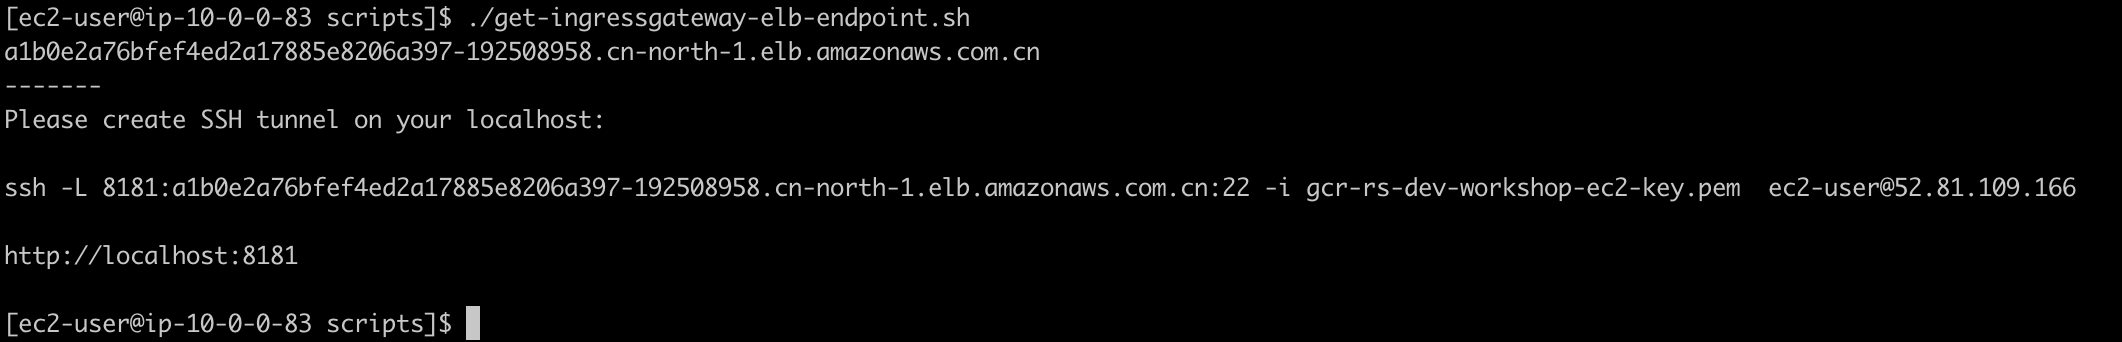 [ec2-user@ip-10-0-0-83 scripts]$ ./get-ingressgateway-elb-endpoint.sh
a1b0e2a76bfef4ed2a17885e8206a397-192508958.cn-north-1.elb.amazonaws.com.cn
-------
Please create SSH tunnel on your localhost:
ssh -L 8181:a1b0e2a76bfef4ed2a17885e8206a397-192508958.cn-north-1.elb.amazonaws.com.cn:22 -i gcr-rs-dev-workshop-ec2-key.pem  ec2-user@52.81.109.166
http://localhost:8181
[ec2-user@ip-10-0-0-83 scripts]$